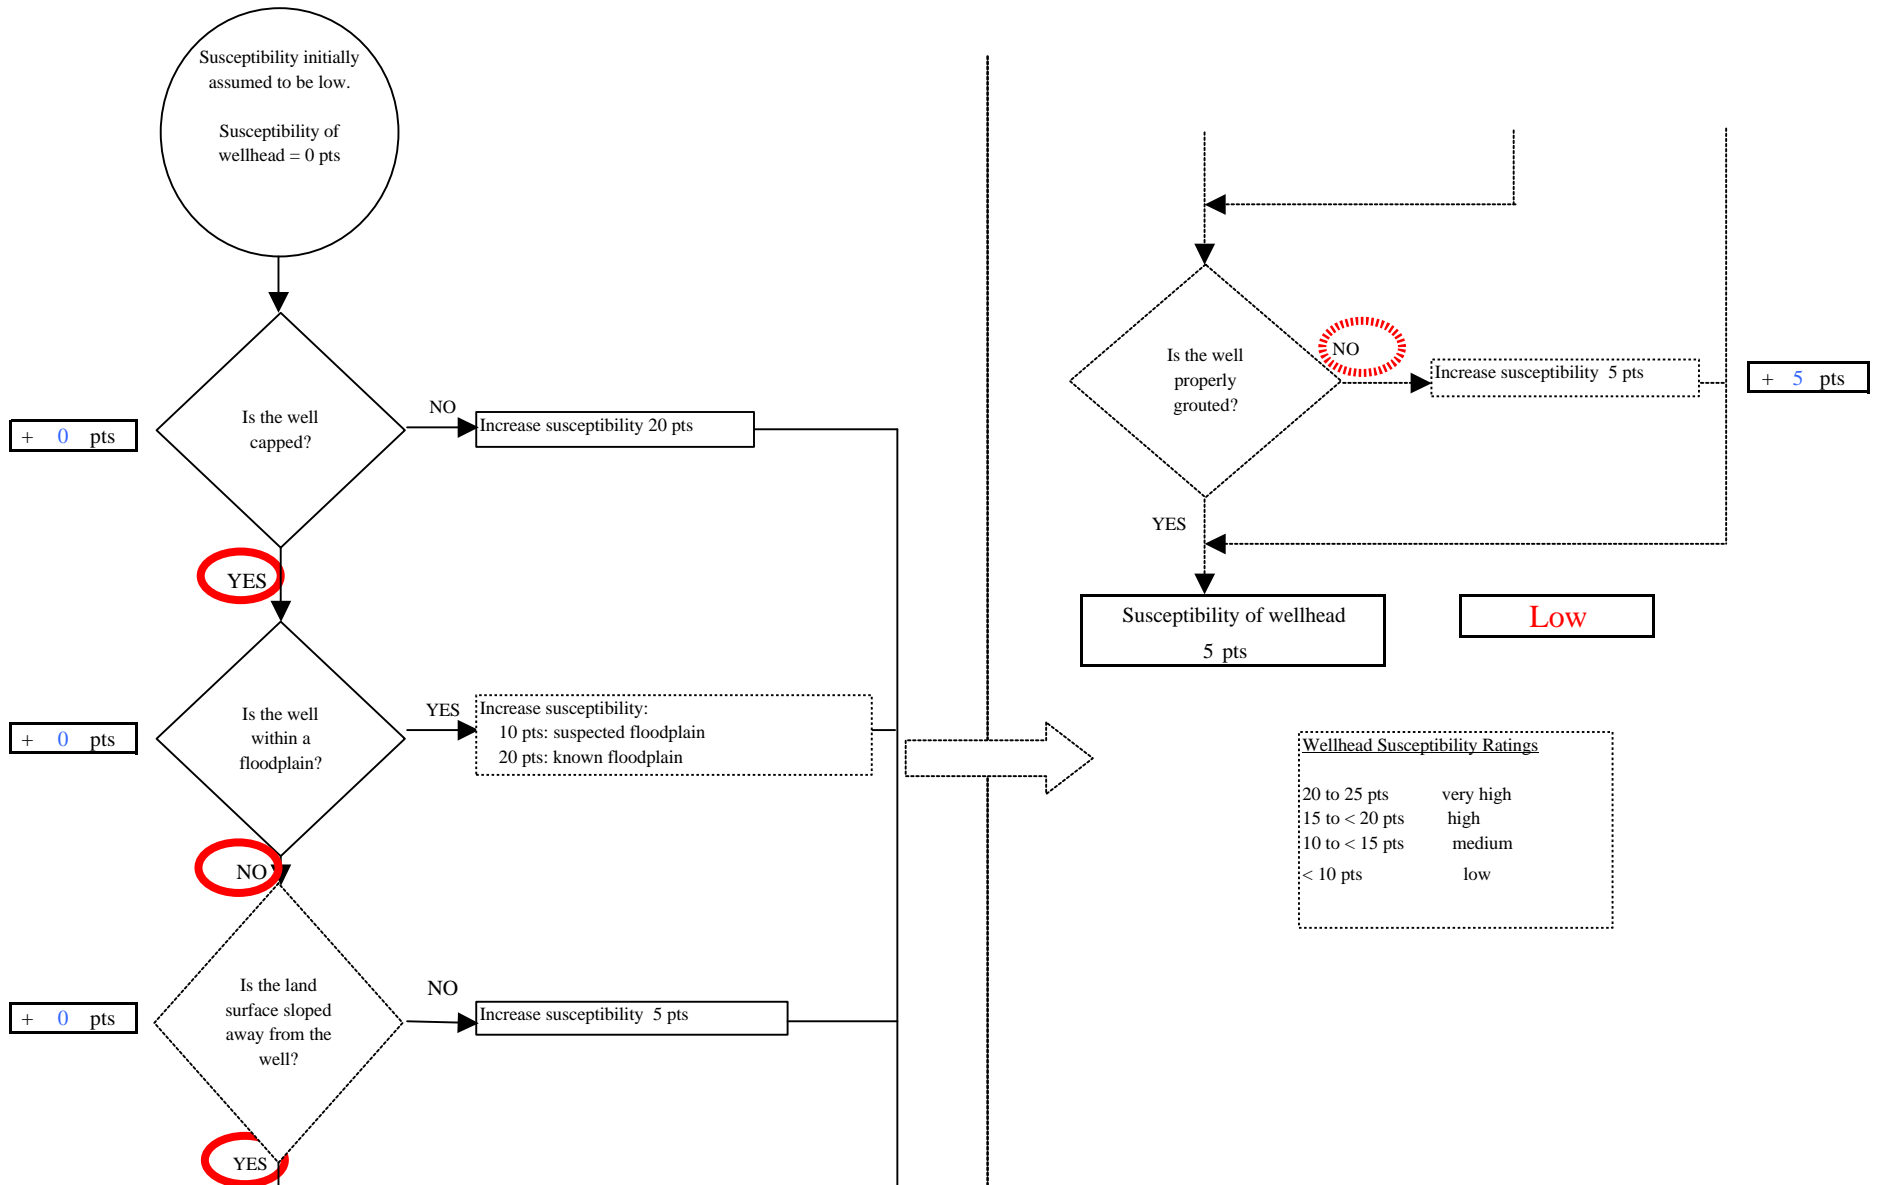 Susceptibility initially
assumed to be low.
Susceptibility of
wellhead = 0 pts
Is the well
capped?
NO
Increase susceptibility 20 pts
+ 0 pts
YES
Is the well
within a
floodplain?
YES
Increase susceptibility:
10 pts: suspected floodplain
20 pts: known floodplain
+ 0 pts
NO
Is the land
surface sloped
away from the
well?
NO
Increase susceptibility 5 pts
+ 0 pts
YES
Is the well
properly
grouted?
NO
Increase susceptibility 5 pts
+ 5 pts
YES
Susceptibility of wellhead
5 pts
Low
Wellhead Susceptibility Ratings
20 to 25 pts very high
15 to < 20 pts high
10 to < 15 pts medium
< 10 pts low